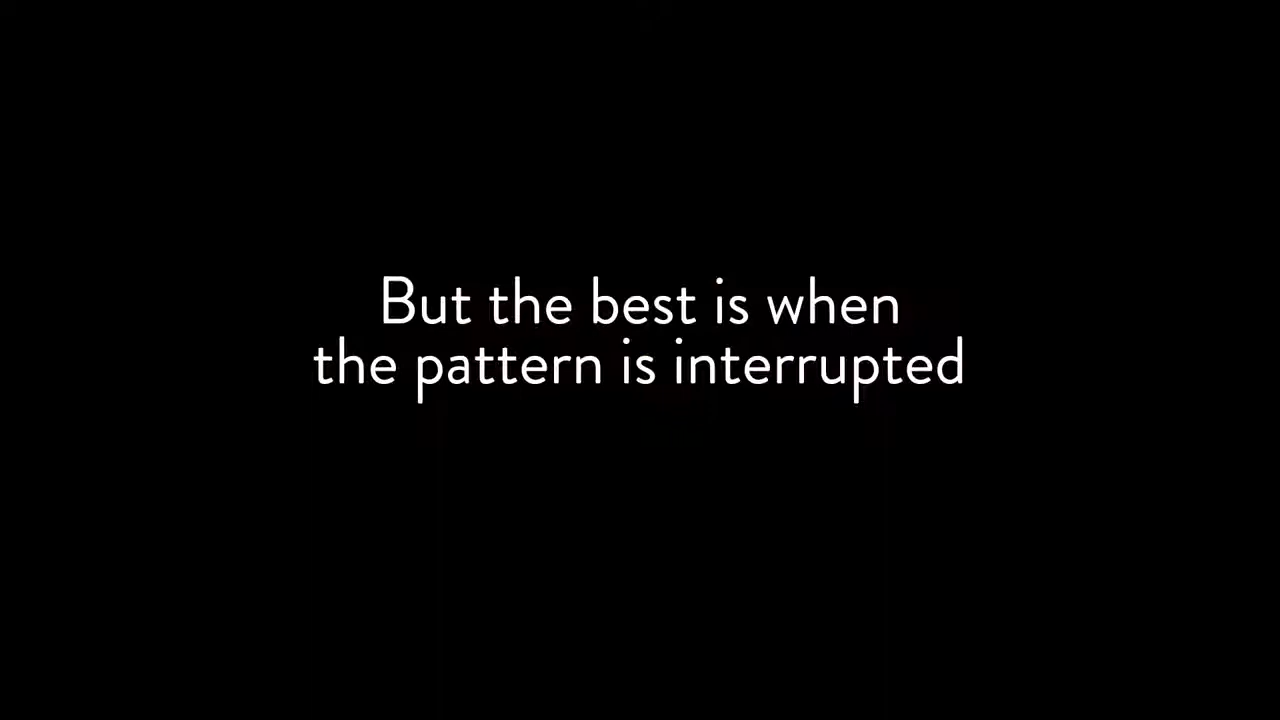 But the best is when
the pattern is interrupted